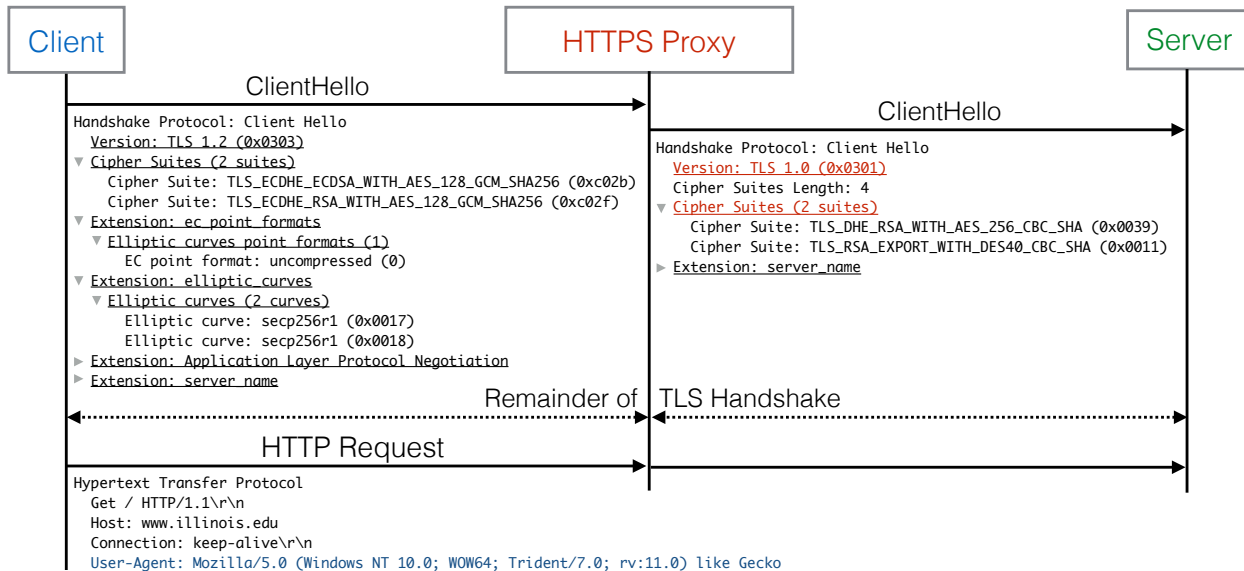 Client
HTTPS Proxy
Server
ClientHello
Handshake Protocol: Client Hello
Version: TLS 1.2 (0x0303)
Cipher Suites (2 suites)
Cipher Suite: TLS_ECDHE_ECDSA_WITH_AES_128_GCM_SHA256 (0xc02b)
Cipher Suite: TLS_ECDHE_RSA_WITH_AES_128_GCM_SHA256 (0xc02f)
Extension: ec_point_formats
Elliptic curves point formats (1)
EC point format: uncompressed (0)
Extension: elliptic_curves
Elliptic curves (2 curves)
Elliptic curve: secp256r1 (0x0017)
Elliptic curve: secp256r1 (0x0018)
Extension: Application Layer Protocol Negotiation
Extension: server_name
ClientHello
Handshake Protocol: Client Hello
Version: TLS 1.0 (0x0301)
Cipher Suites Length: 4
Cipher Suites (2 suites)
Cipher Suite: TLS_DHE_RSA_WITH_AES_256_CBC_SHA (0x0039)
Cipher Suite: TLS_RSA_EXPORT_WITH_DES40_CBC_SHA (0x0011)
Extension: server_name
Remainder of TLS Handshake
HTTP Request
Hypertext Transfer Protocol
Get / HTTP/1.1\r\n
Host: www.illinois.edu
Connection: keep-alive\r\n
User-Agent: Mozilla/5.0 (Windows NT 10.0; WOW64; Trident/7.0; rv:11.0) like Gecko